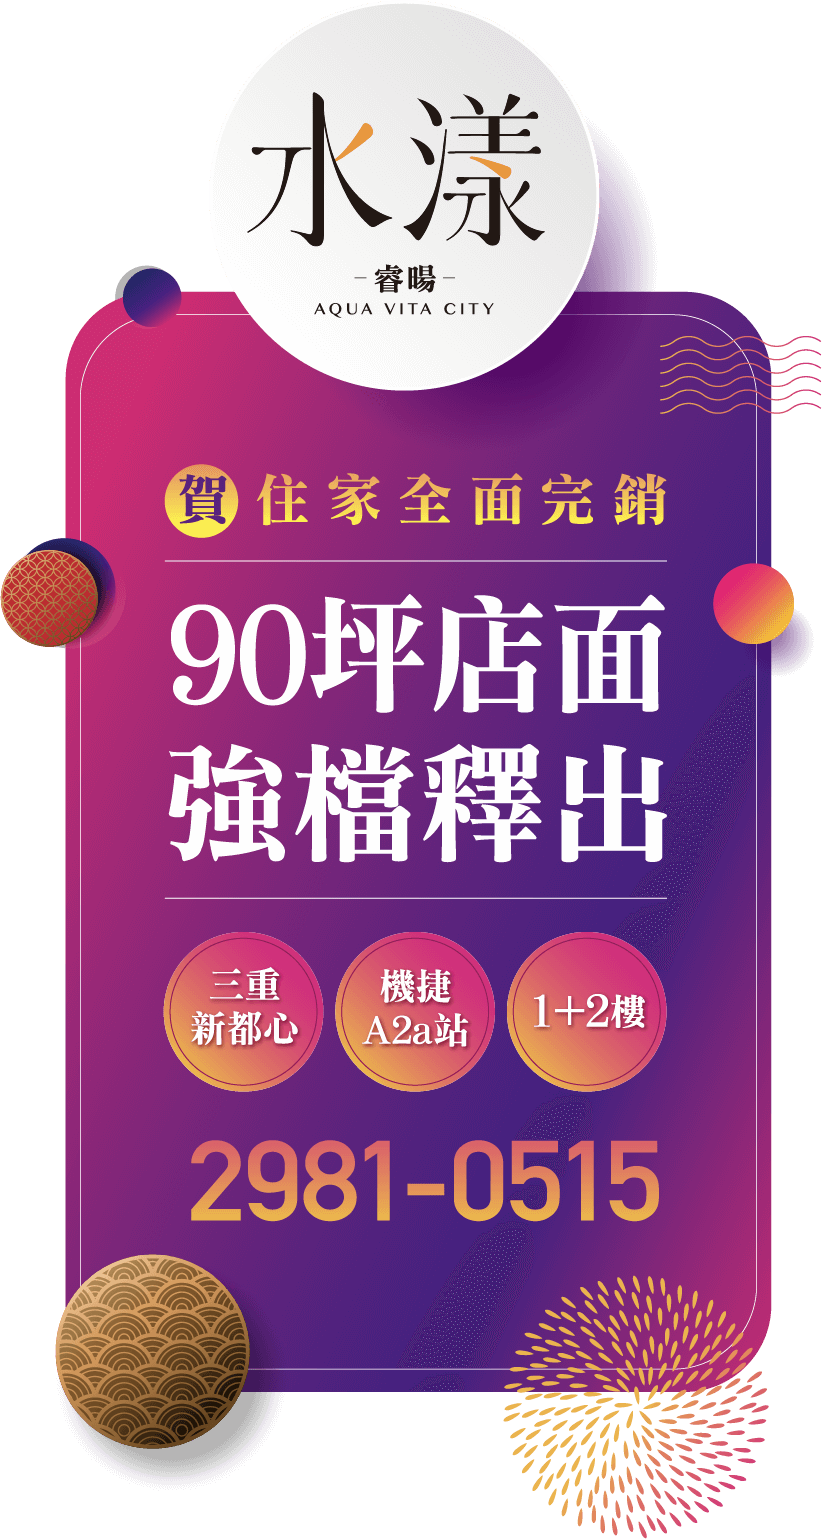 水漾
-睿暘-
AQUA VITA CITY
賀 住家全面完銷
90坪店面
強檔釋出
三重
新都心
機捷
A2a站
1+2樓
2981-0515